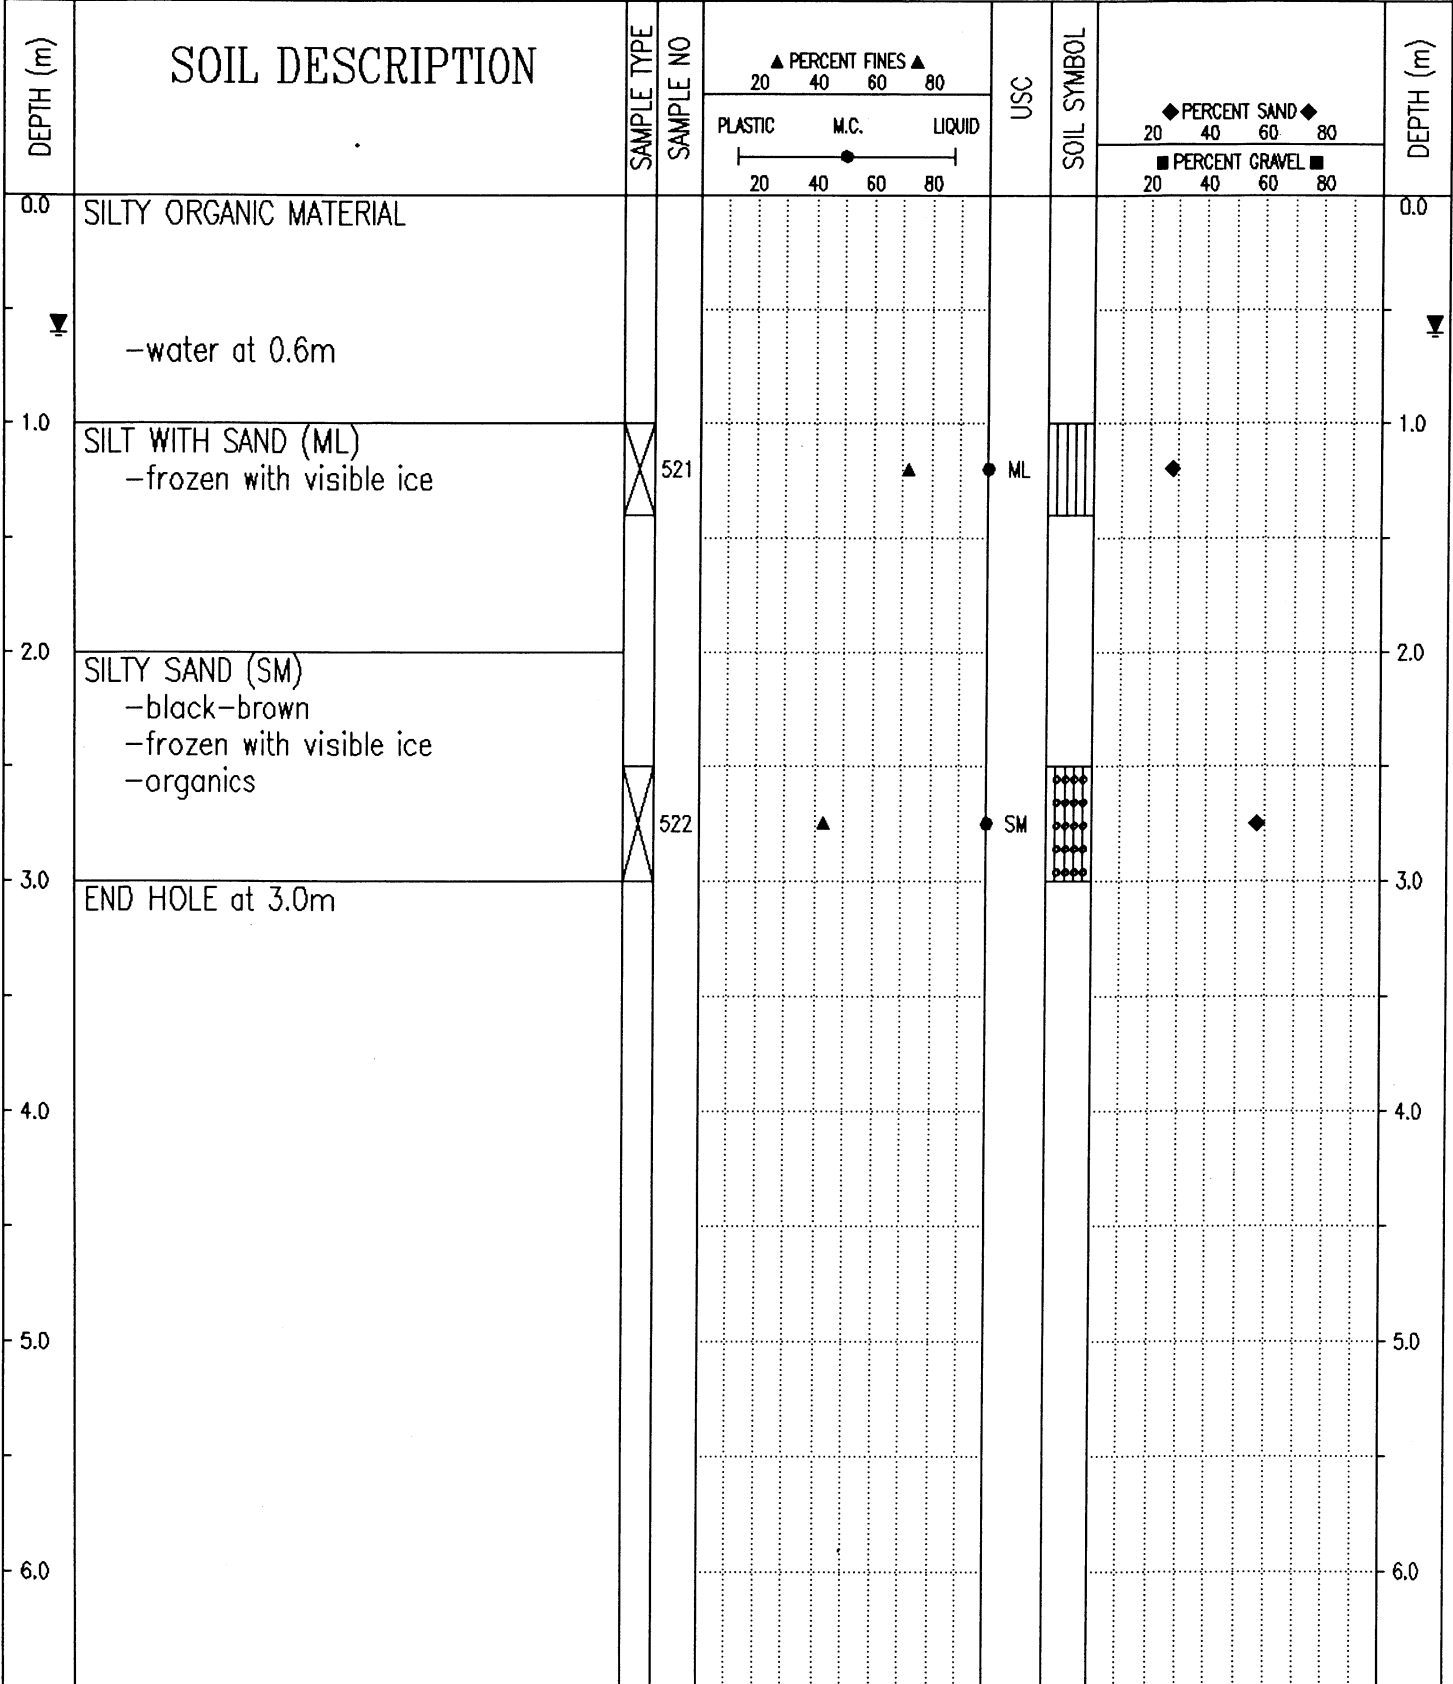 DEPTH (m)
SOIL DESCRIPTION
SAMPLE TYPE
SAMPLE NO
▲ PERCENT FINES ▲
20 40 60 80
PLASTIC M.C. LIQUID
20 40 60 80
USC
SOIL SYMBOL
◆PERCENT SAND◆
20 40 60 80
■ PERCENT GRAVEL ■
20 40 60 80
DEPTH (m)
0.0 SILTY ORGANIC MATERIAL 0.0
-water at 0.6m
1.0 1.0
SILT WITH SAND (ML)
-frozen with visible ice 521 ML
2.0 2.0
SILTY SAND (SM)
-black-brown
-frozen with visible ice
-organics
522 SM
3.0 3.0
END HOLE at 3.0m
4.0 4.0
5.0 5.0
6.0 6.0